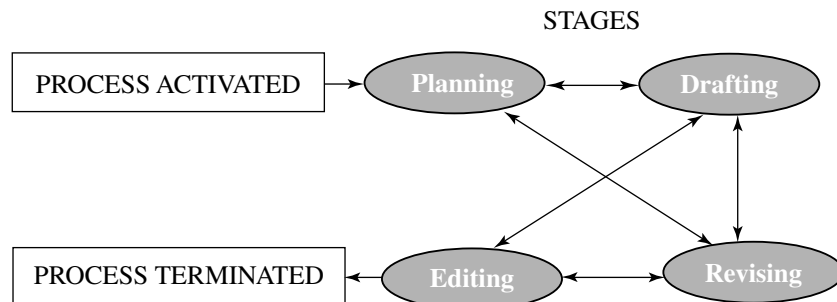 STAGES
PROCESS ACTIVATED
Planning
Drafting
PROCESS TERMINATED
Editing
Revising